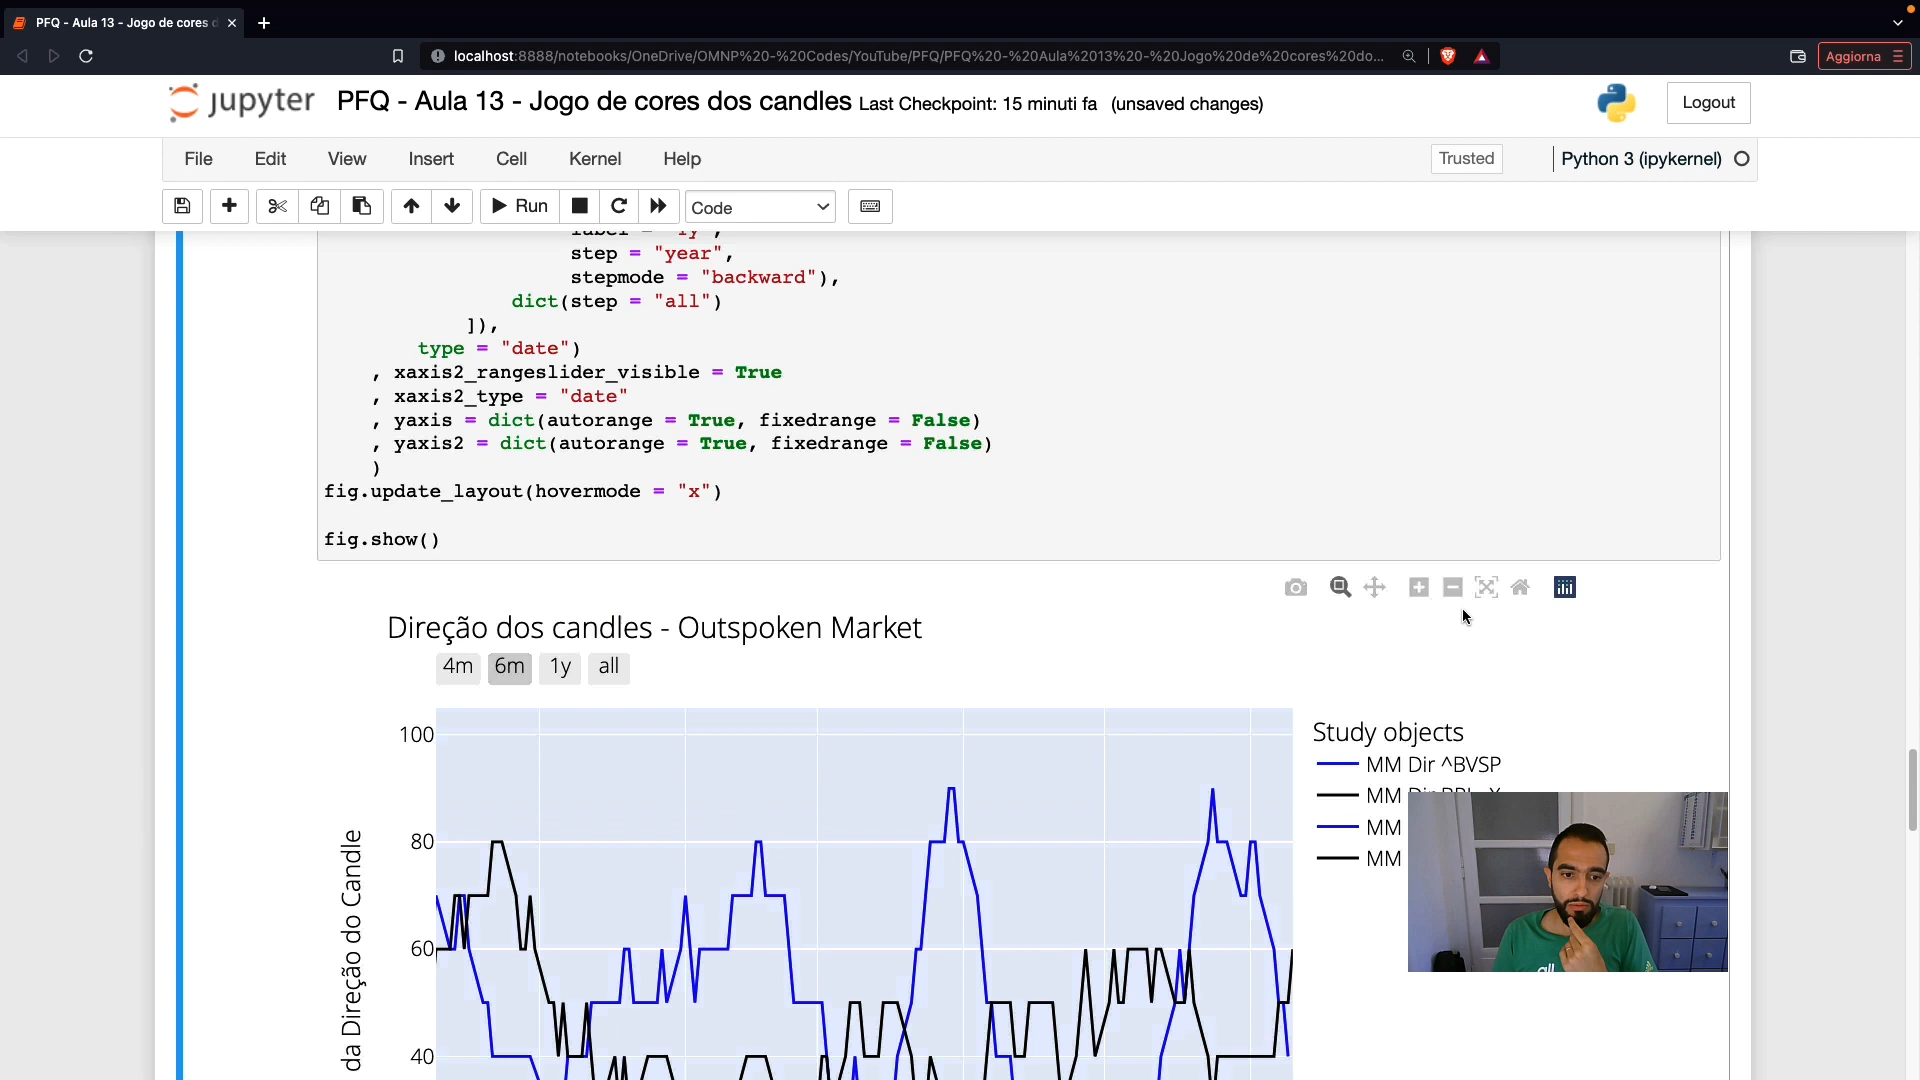 PFQ - Aula 13 - Jogo de cores d
localhost:8888/notebooks/OneDrive/OMNP%20-%20Codes/YouTube/PFQ/PFQ%20-%20Aula%2013%20-%20Jogo%20de%20cores%20do...
Aggiorna
jupyter PFQ - Aula 13 - Jogo de cores dos candles Last Checkpoint: 15 minuti fa (unsaved changes)
Logout
File Edit View Insert Cell Kernel Help
Trusted
Python 3 (ipykernel)
Run
Code
step = "year",
stepmode = "backward"),
dict(step = "all")
]),
type = "date")
, xaxis2_rangeslider_visible = True
, xaxis2_type = "date"
, yaxis = dict(autorange = True, fixedrange = False)
, yaxis2 = dict(autorange = True, fixedrange = False)
)
fig.update_layout(hovermode = "x")
fig.show()
Direção dos candles - Outspoken Market
4m 6m 1y all
100
80
60
40
da Direção do Candle
Study objects
MM Dir ^BVSP
MM
MM
MM
all